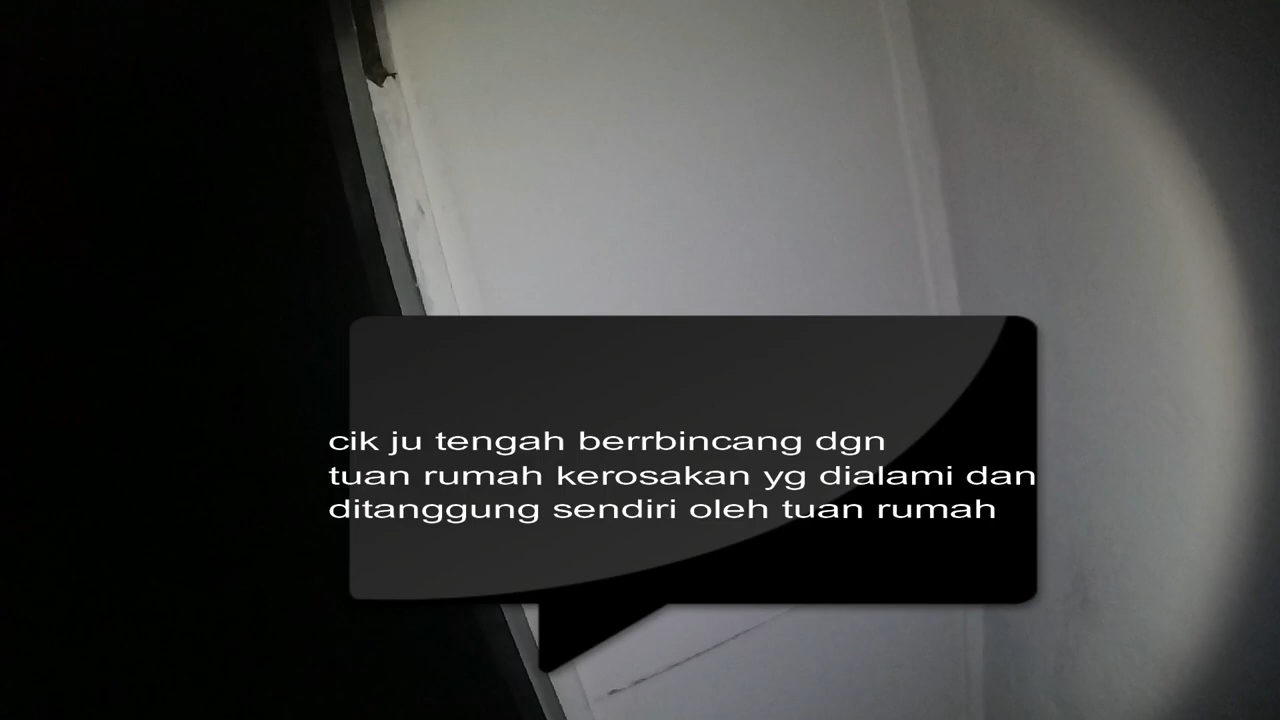 cik ju tengah berrbincang dgn
tuan rumah kerosakan yg dialami dan
ditanggung sendiri oleh tuan rumah